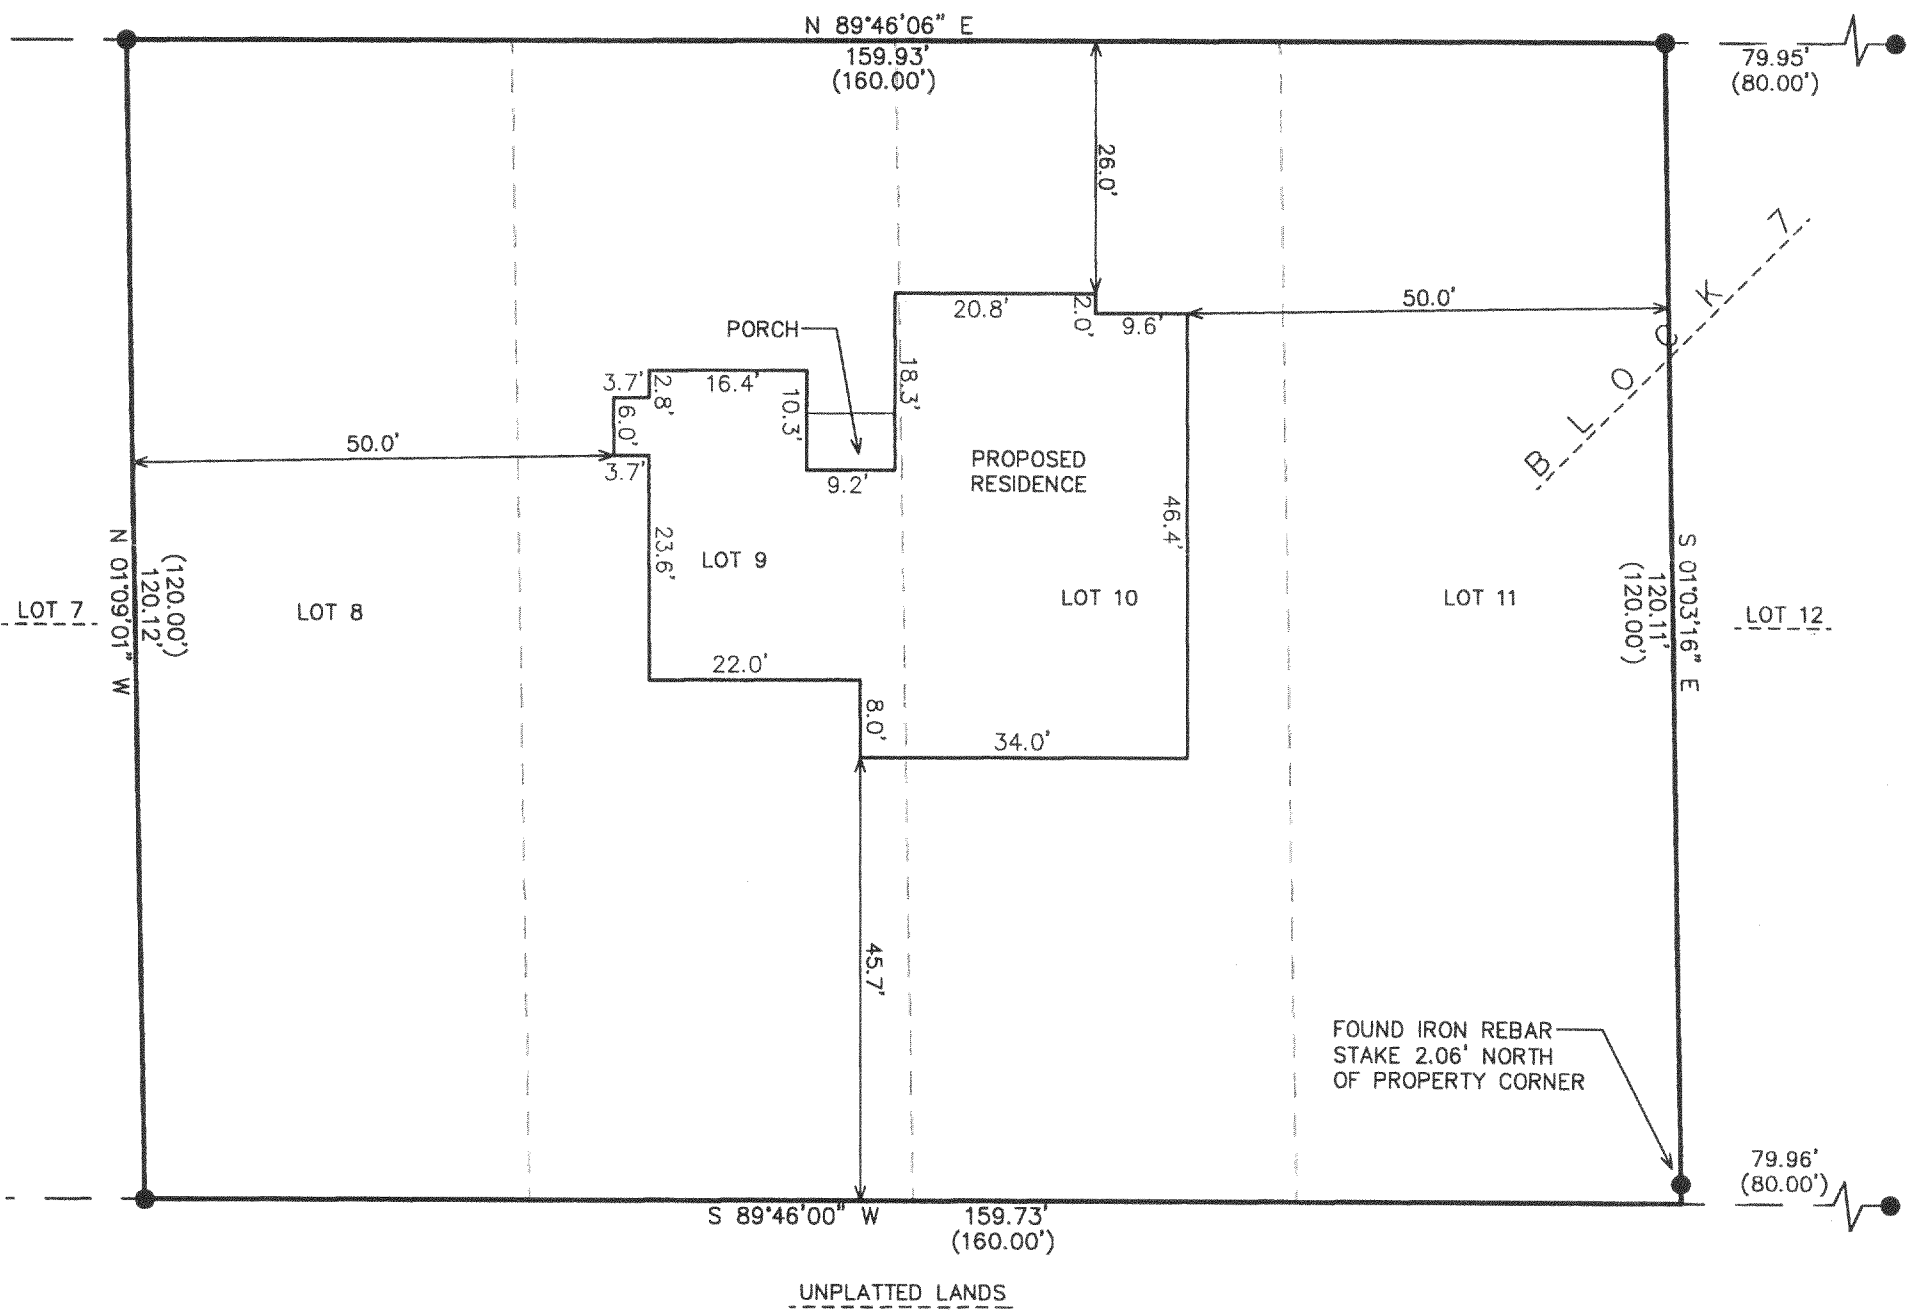 N 89°46'06" E
159.93'
(160.00')
79.95'
(80.00')
26.0'
BLOCK 7
50.0'
20.8'
2.0'
9.6'
PORCH
18.3'
3.7'
2.8'
16.4'
10.3'
6.0'
50.0'
3.7'
9.2'
PROPOSED
RESIDENCE
46.4'
23.6'
N 01°09'01" W
120.12'
(120.00')
S 01°03'16" E
120.11'
(120.00')
LOT 7
LOT 8
LOT 9
LOT 10
LOT 11
LOT 12
22.0'
8.0'
34.0'
45.7'
FOUND IRON REBAR
STAKE 2.06' NORTH
OF PROPERTY CORNER
79.96'
(80.00')
S 89°46'00" W
159.73'
(160.00')
UNPLATTED LANDS